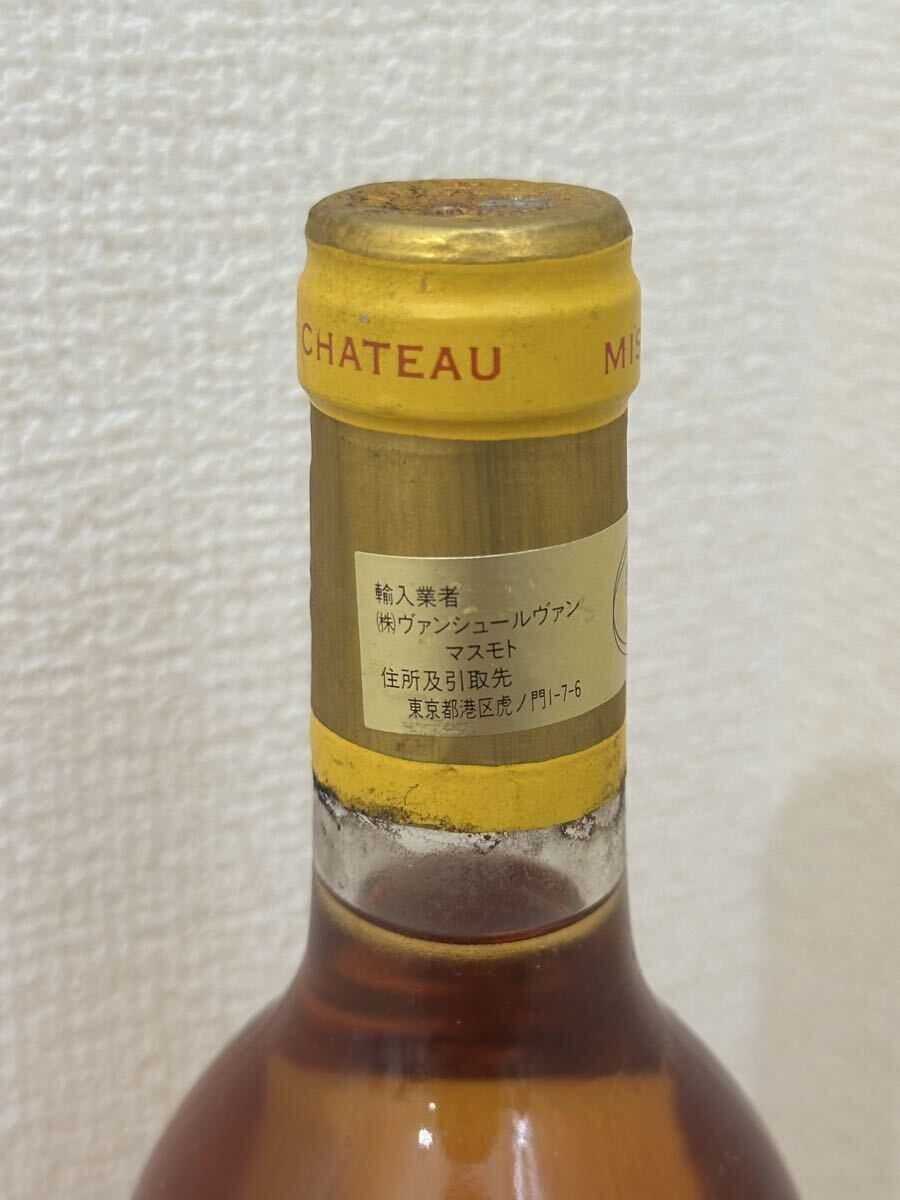 CHATEAU MIS
輸入業者
㈱ヴァンシュールヴァン
マスモト
住所及引取先
東京都港区虎ノ門1-7-6